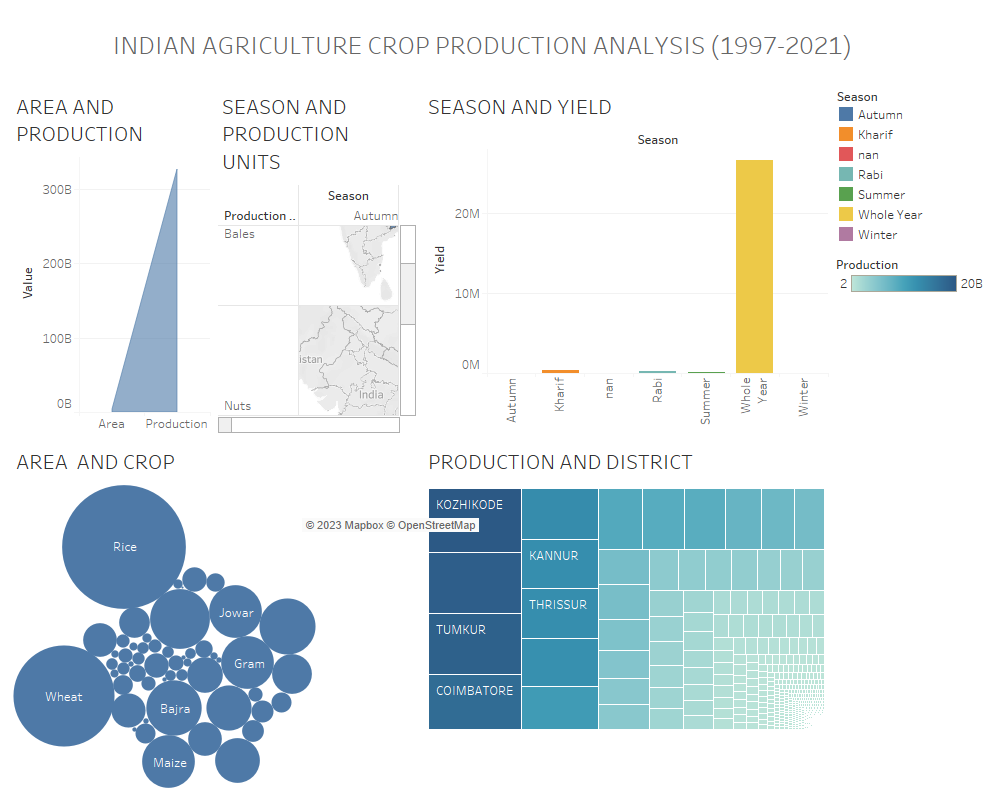 INDIAN AGRICULTURE CROP PRODUCTION ANALYSIS (1997-2021)
AREA AND
PRODUCTION
300B
200B
100B
0B
Value
Area
Production
SEASON AND
PRODUCTION
UNITS
Season
Production ..
Autumn
Bales
Nuts
istan
India
SEASON AND YIELD
Season
20M
10M
0M
Yield
Autumn
Kharif
nan
Rabi
Summer
Whole
Year
Winter
Season
Autumn
Kharif
nan
Rabi
Summer
Whole Year
Winter
Production
2
20B
AREA  AND CROP
Rice
Jowar
Gram
Wheat
Bajra
Maize
© 2023 Mapbox © OpenStreetMap
PRODUCTION AND DISTRICT
KOZHIKODE
KANNUR
THRISSUR
TUMKUR
COIMBATORE